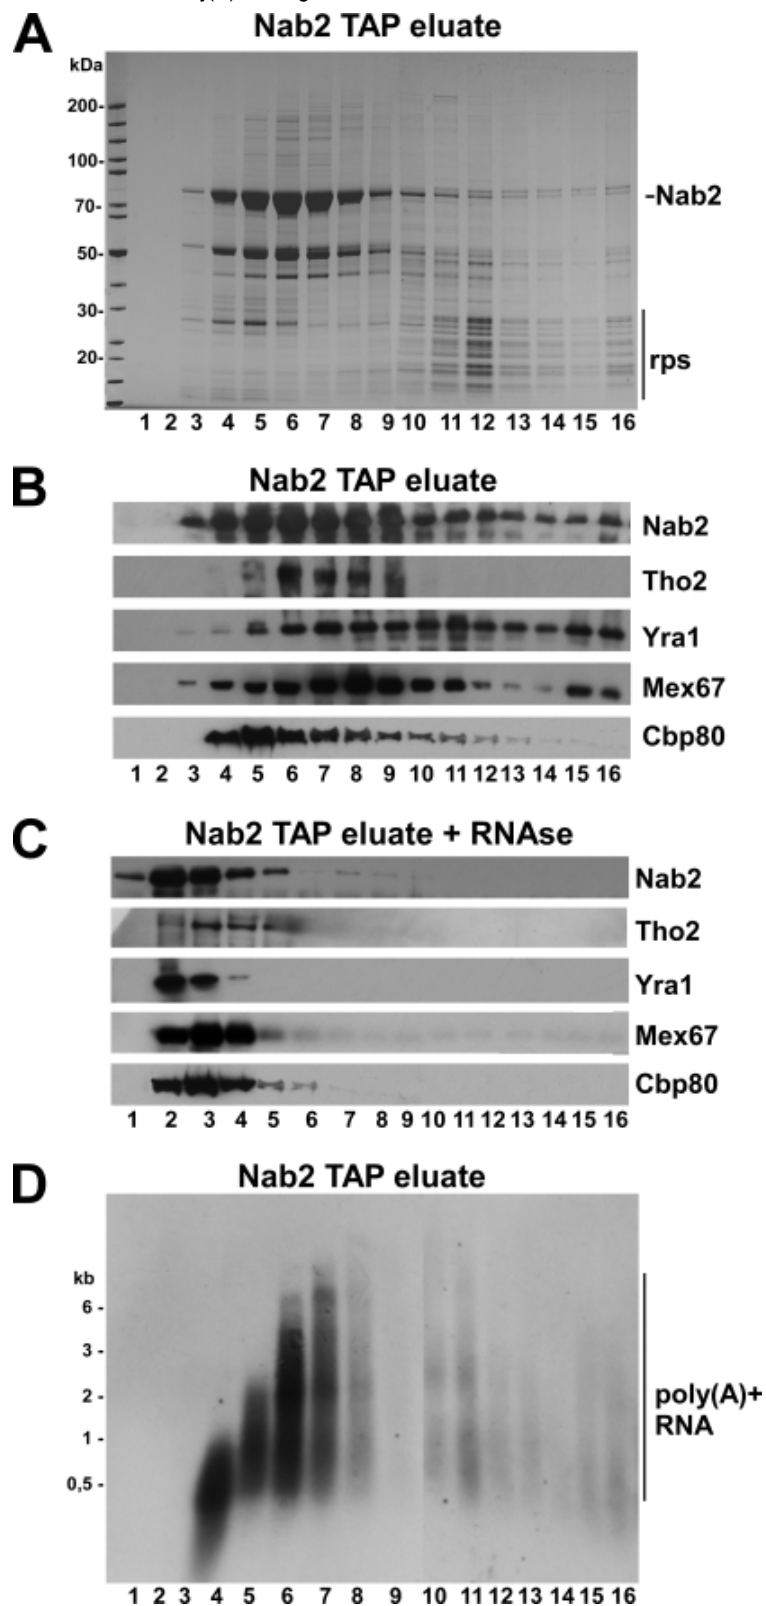 A
Nab2 TAP eluate
kDa
200-
100-
70-
50-
30-
20-
-Nab2
rps
1 2 3 4 5 6 7 8 9 10 11 12 13 14 15 16
B
Nab2 TAP eluate
Nab2
Tho2
Yra1
Mex67
Cbp80
1 2 3 4 5 6 7 8 9 10 11 12 13 14 15 16
C
Nab2 TAP eluate + RNAse
Nab2
Tho2
Yra1
Mex67
Cbp80
1 2 3 4 5 6 7 8 9 10 11 12 13 14 15 16
D
Nab2 TAP eluate
kb
6 -
3 -
2 -
1 -
0,5 -
poly(A)+
RNA
1 2 3 4 5 6 7 8 9 10 11 12 13 14 15 16